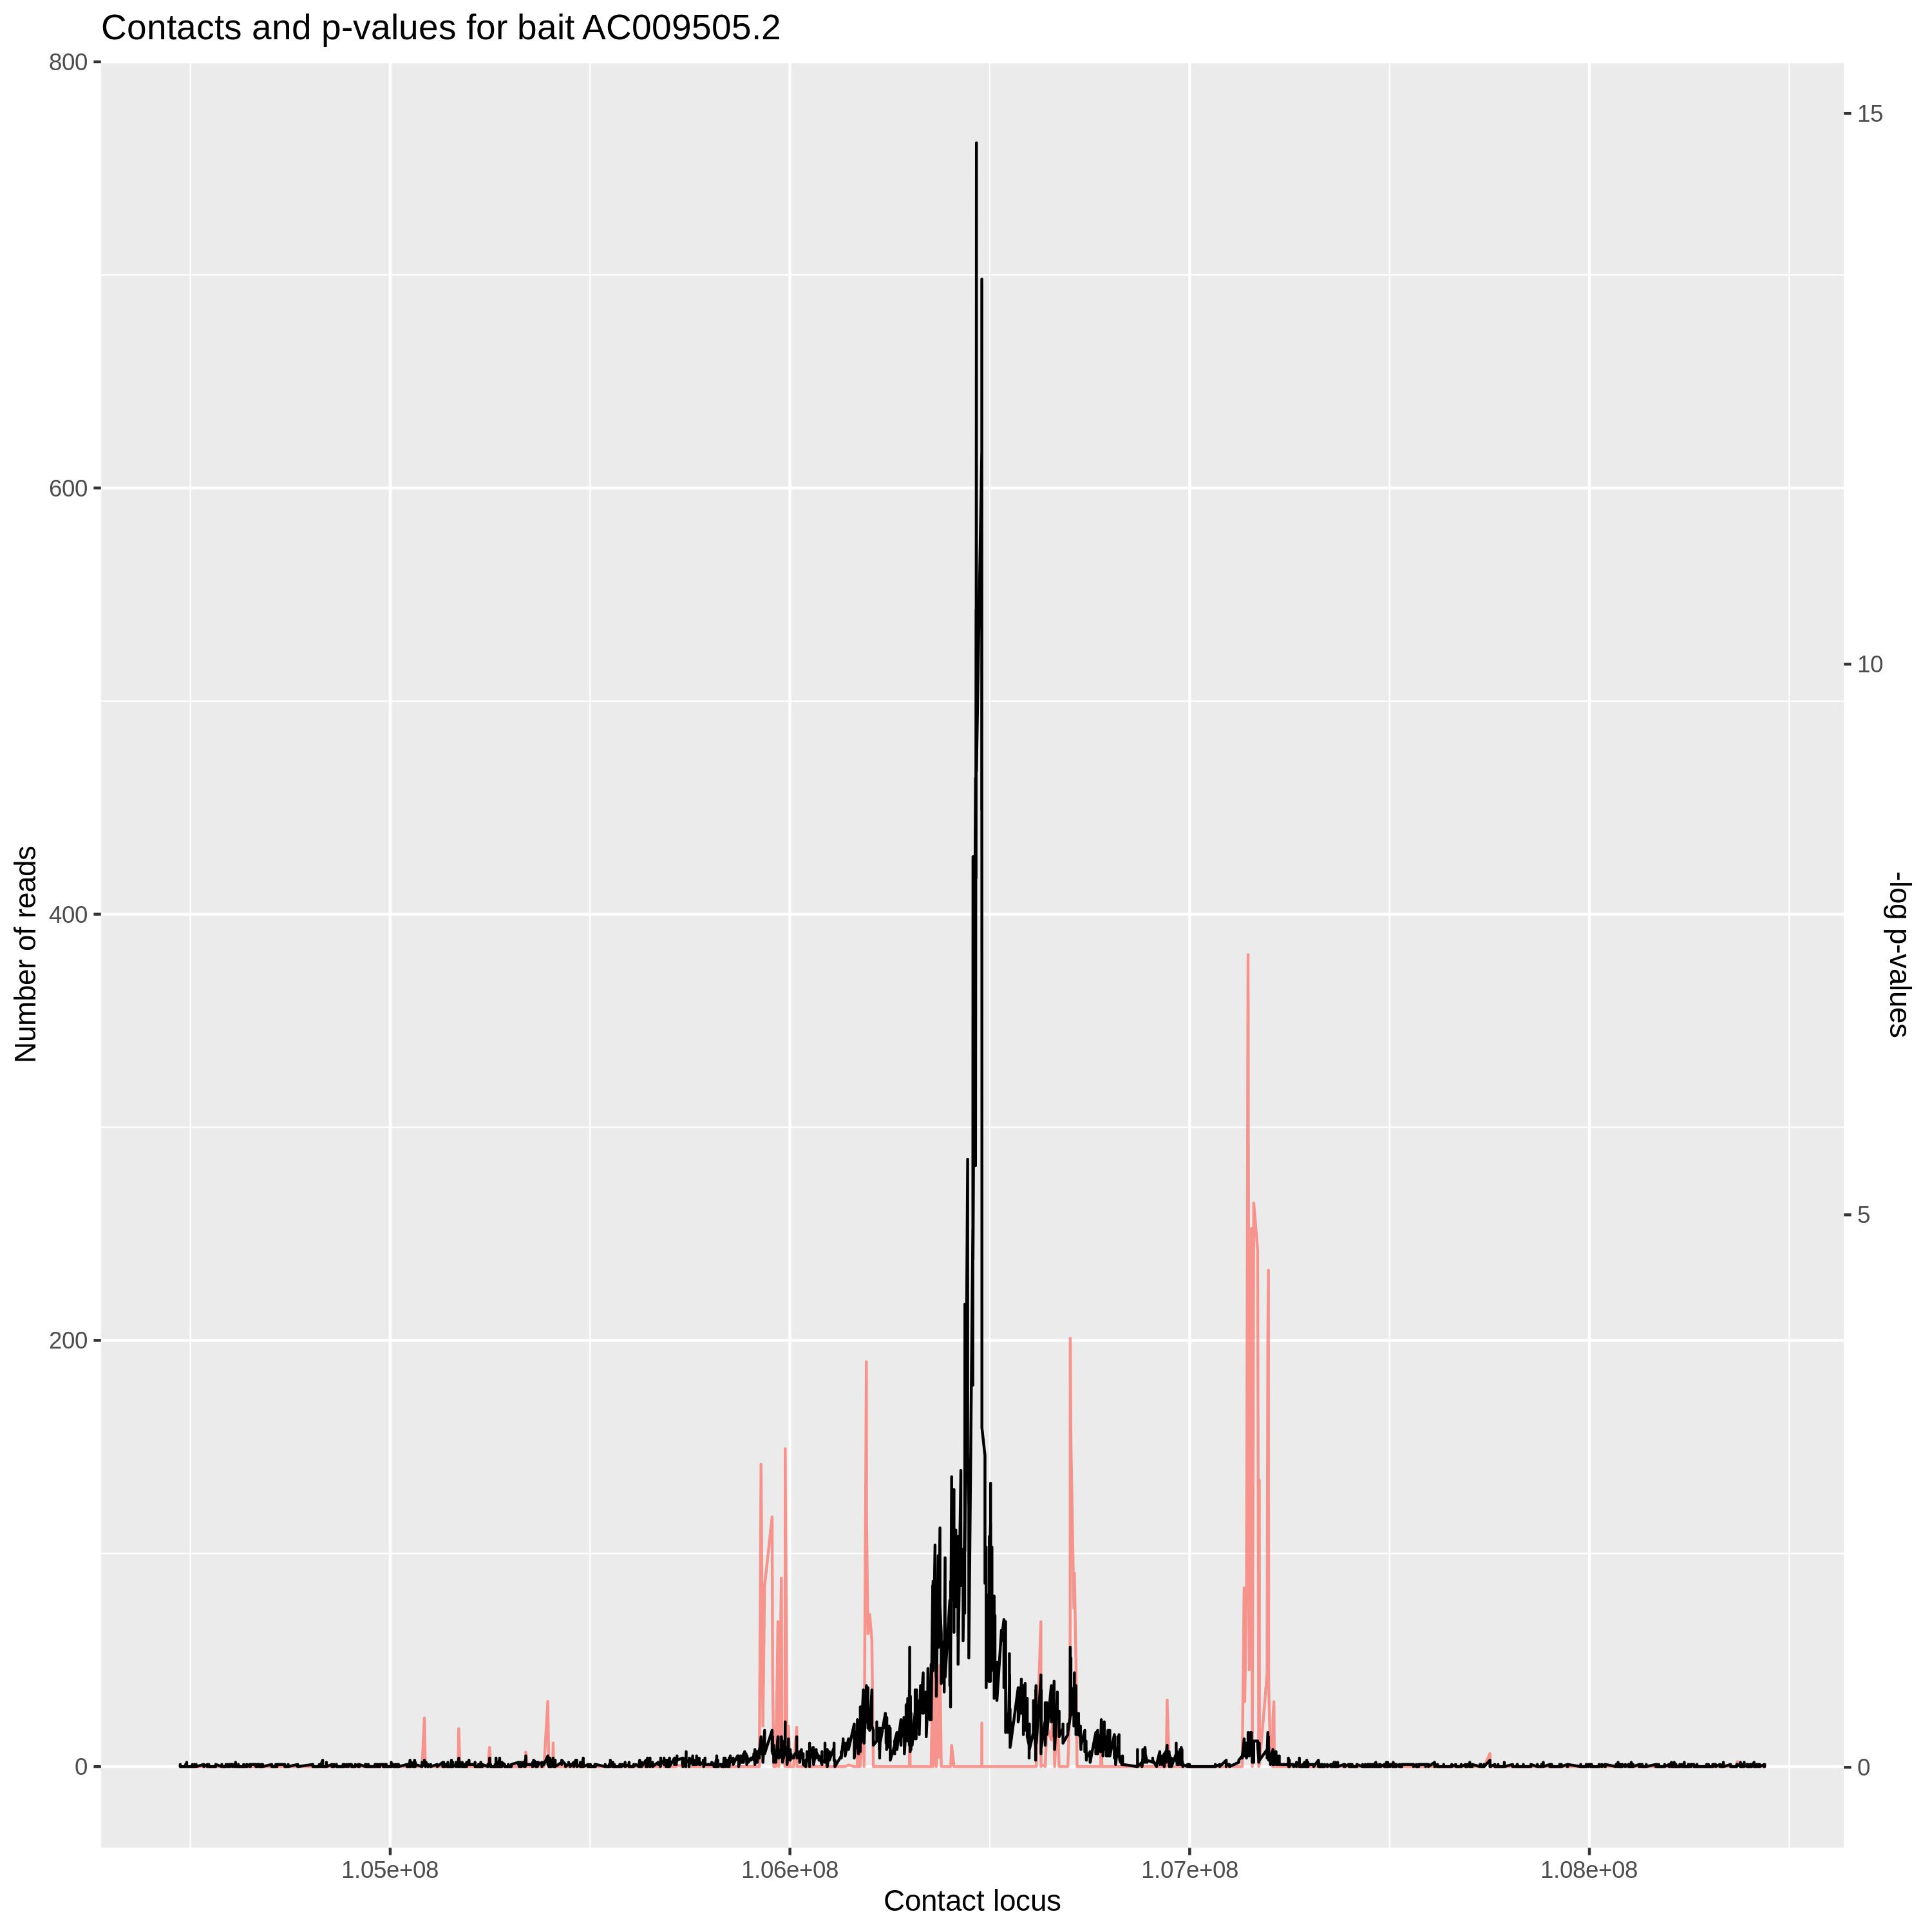 Contacts and p-values for bait AC009505.2
800
600
400
200
0
Number of reads
15
10
5
0
-log p-values
1.05e+08 1.06e+08 1.07e+08 1.08e+08
Contact locus